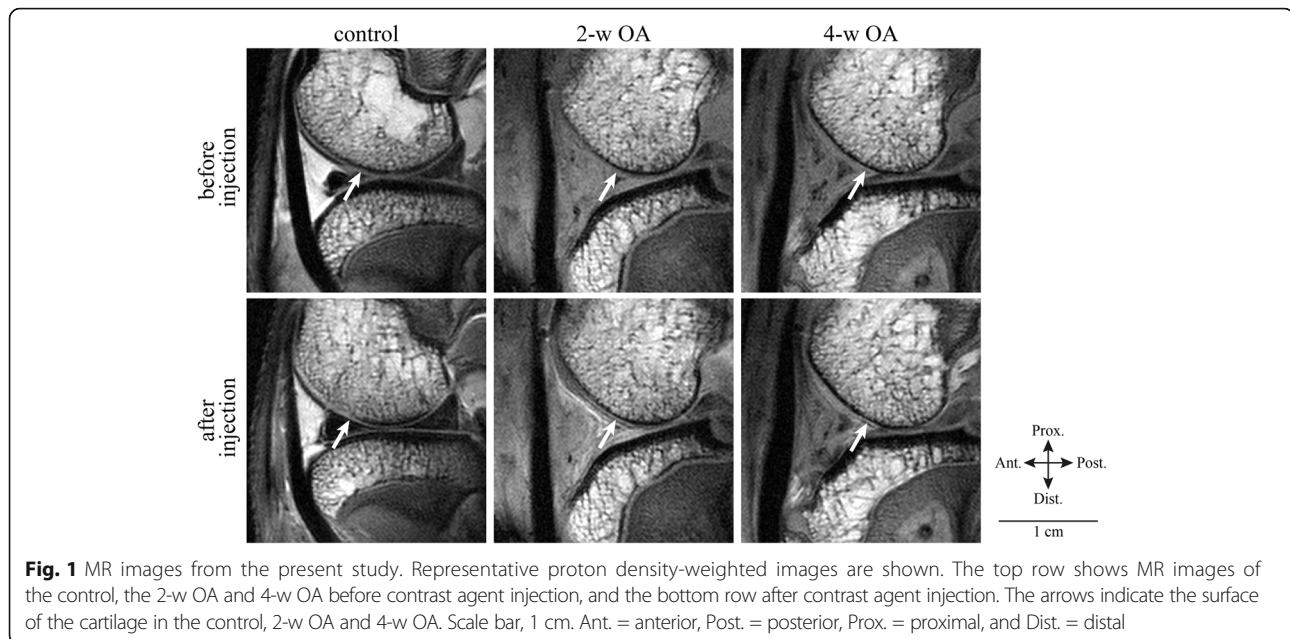 control 2-w OA 4-w OA
before
injection
after
injection
Prox.
Ant. Post.
Dist.
1 cm
Fig. 1 MR images from the present study. Representative proton density-weighted images are shown. The top row shows MR images of
the control, the 2-w OA and 4-w OA before contrast agent injection, and the bottom row after contrast agent injection. The arrows indicate the surface
of the cartilage in the control, 2-w OA and 4-w OA. Scale bar, 1 cm. Ant. = anterior, Post. = posterior, Prox. = proximal, and Dist. = distal